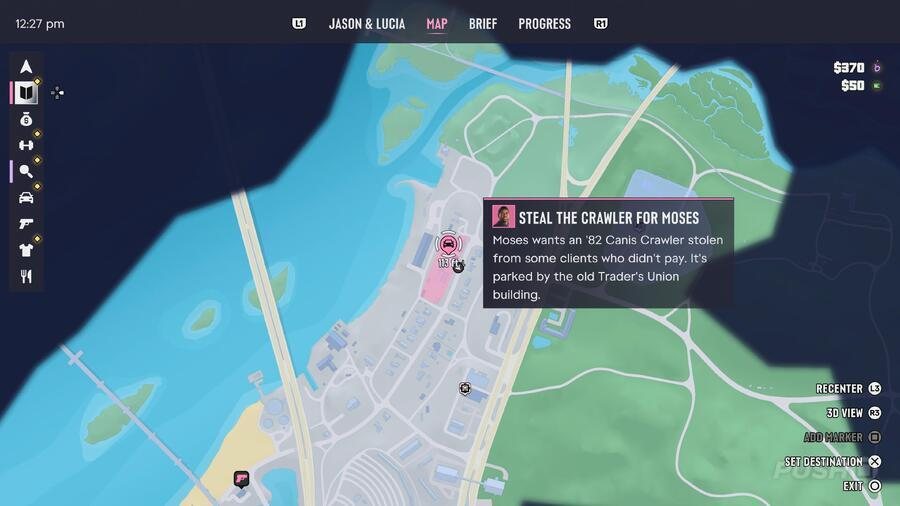 12:27 pm
L1 JASON & LUCIA MAP BRIEF PROGRESS R1
$370
$50
STEAL THE CRAWLER FOR MOSES
Moses wants an '82 Canis Crawler stolen
from some clients who didn't pay. It's
parked by the old Trader's Union
building.
RECENTER L3
3D VIEW R3
ADD MARKER
SET DESTINATION
EXIT